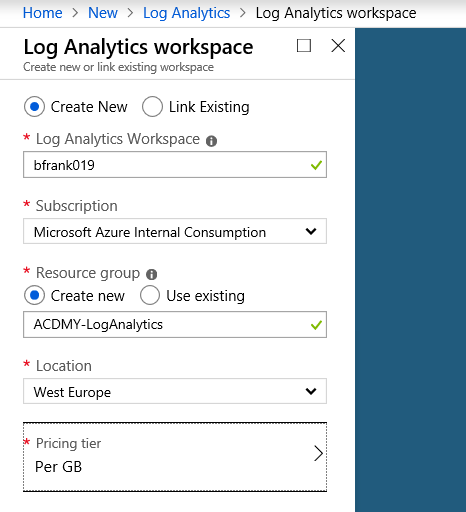 Home > New > Log Analytics > Log Analytics workspace
Log Analytics workspace
Create new or link existing workspace
Create New Link Existing
* Log Analytics Workspace
bfrank019
* Subscription
Microsoft Azure Internal Consumption
* Resource group
Create new Use existing
ACDMY-LogAnalytics
* Location
West Europe
* Pricing tier
Per GB